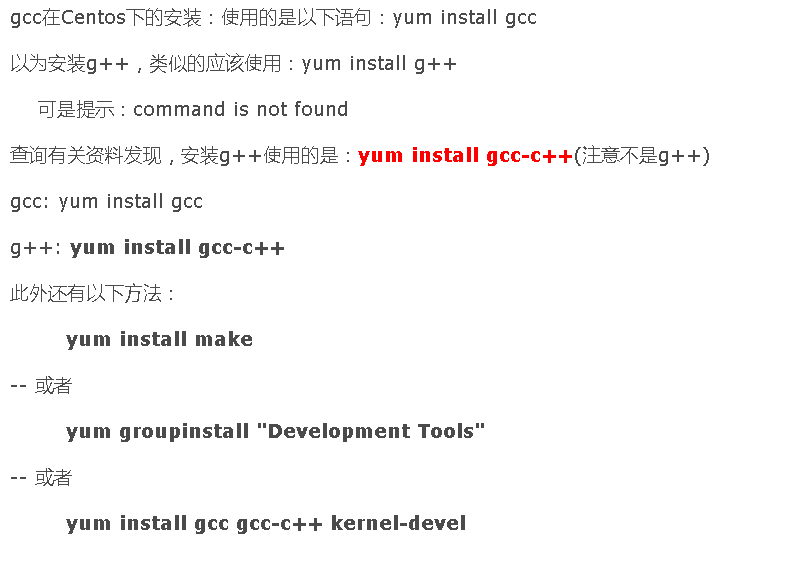 gcc在Centos下的安装：使用的是以下语句：yum install gcc
以为安装g++，类似的应该使用：yum install g++
可是提示：command is not found
查询有关资料发现，安装g++使用的是：yum install gcc-c++(注意不是g++)
gcc: yum install gcc
g++: yum install gcc-c++
此外还有以下方法：
yum install make
-- 或者
yum groupinstall "Development Tools"
-- 或者
yum install gcc gcc-c++ kernel-devel